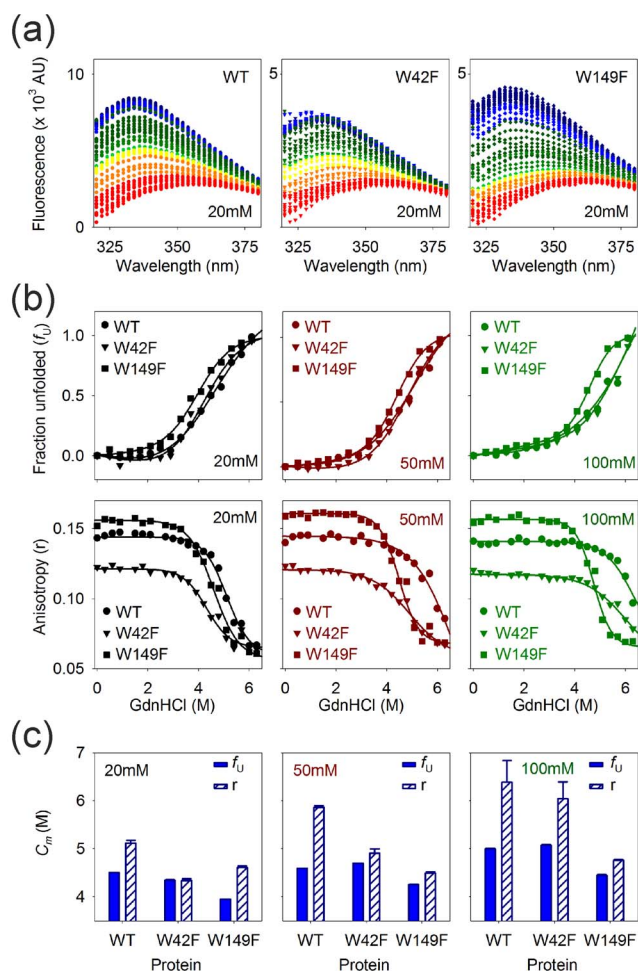 (a)
Fluorescence (x 10³ AU)
10
0
WT
20mM
325 350 375
Wavelength (nm)
5
W42F
20mM
325 350 375
Wavelength (nm)
5
W149F
20mM
325 350 375
Wavelength (nm)
(b)
Fraction unfolded (fU)
1.0
0.5
0.0
WT
W42F
W149F
20mM
WT
W42F
W149F
50mM
WT
W42F
W149F
100mM
Anisotropy (r)
0.15
0.10
0.05
20mM
WT
W42F
W149F
0 2 4 6
GdnHCl (M)
50mM
WT
W42F
W149F
0 2 4 6
GdnHCl (M)
100mM
WT
W42F
W149F
0 2 4 6
GdnHCl (M)
(c)
Cm (M)
7
6
5
4
20mM
fU
r
WT W42F W149F
Protein
50mM
fU
r
WT W42F W149F
Protein
100mM
fU
r
WT W42F W149F
Protein